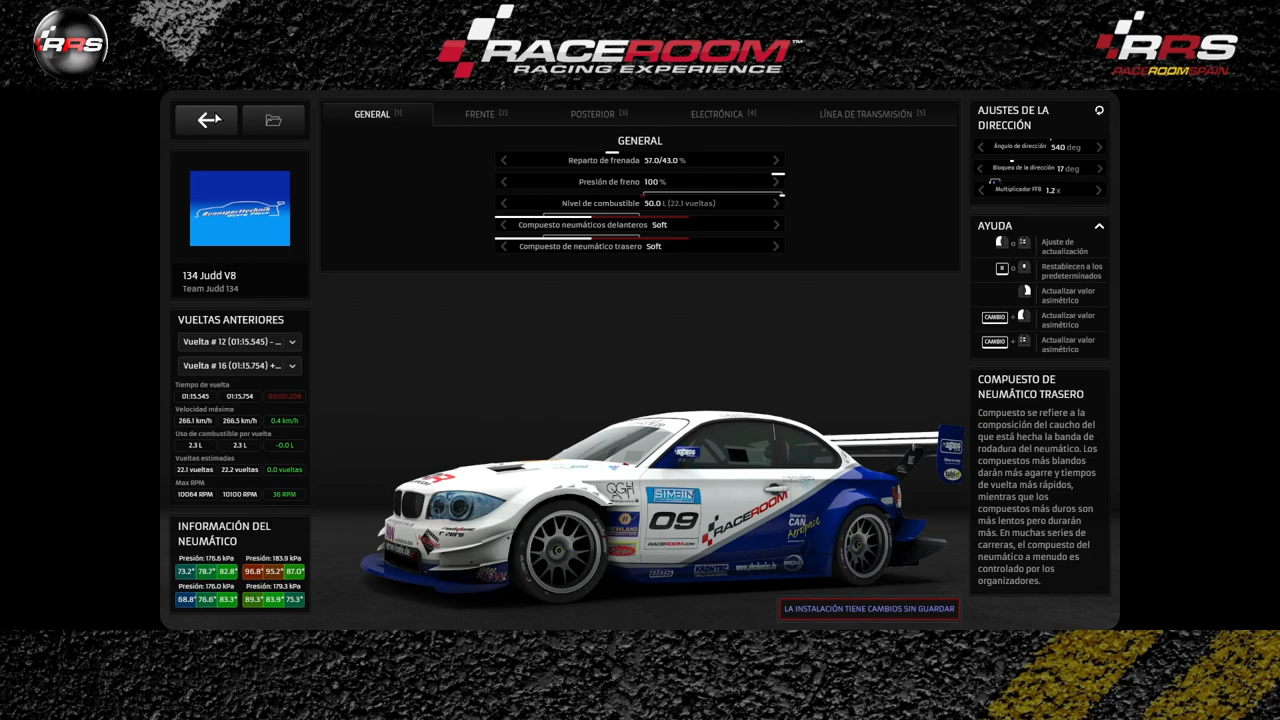 RRS
RACEROOM™
RACING EXPERIENCE
RRS
RACEROOMSPAIN
GENERAL [1]
FRENTE [2]
POSTERIOR [3]
ELECTRÓNICA [4]
LÍNEA DE TRANSMISIÓN [5]
GENERAL
Reparto de frenada 57.0/43.0 %
Presión de freno 100 %
Nivel de combustible 50.0 L (22.1 vueltas)
Compuesto neumáticos delanteros Soft
Compuesto de neumático trasero Soft
Rennsporttechnik
134 Judd V8
Team Judd 134
VUELTAS ANTERIORES
Vuelta # 12 (01:15.545) - ...
Vuelta # 16 (01:15.754) +...
Tiempo de vuelta
01:15.545 01:15.754 00:00.208
Velocidad máxima
266.1 km/h 266.5 km/h 0.4 km/h
Uso de combustible por vuelta
2.3 L 2.3 L -0.0 L
Vueltas estimadas
22.1 vueltas 22.2 vueltas 0.0 vueltas
Max RPM
10064 RPM 10100 RPM 36 RPM
INFORMACIÓN DEL
NEUMÁTICO
Presión: 176.6 kPa Presión: 183.9 kPa
73.2° 78.7° 82.8° 96.8° 95.2° 87.0°
Presión: 176.0 kPa Presión: 179.3 kPa
68.8° 76.6° 83.3° 89.3° 83.9° 75.3°
AJUSTES DE LA
DIRECCIÓN
Ángulo de dirección 540 deg
Bloqueo de la dirección 17 deg
Multiplicador FFB 1.2 x
AYUDA
o Ajuste de
actualización
R o Restablecen a los
predeterminados
Actualizar valor
asimétrico
CAMBIO + Actualizar valor
asimétrico
CAMBIO + Actualizar valor
asimétrico
COMPUESTO DE
NEUMÁTICO TRASERO
Compuesto se refiere a la
composición del caucho del
que está hecha la banda de
rodadura del neumático. Los
compuestos más blandos
darán más agarre y tiempos
de vuelta más rápidos,
mientras que los
compuestos más duros son
más lentos pero durarán
más. En muchas series de
carreras, el compuesto del
neumático a menudo es
controlado por los
organizadores.
QGH
SIMBIN
09
RACEROOM
RACEROOM.COM
RRS
LA INSTALACIÓN TIENE CAMBIOS SIN GUARDAR